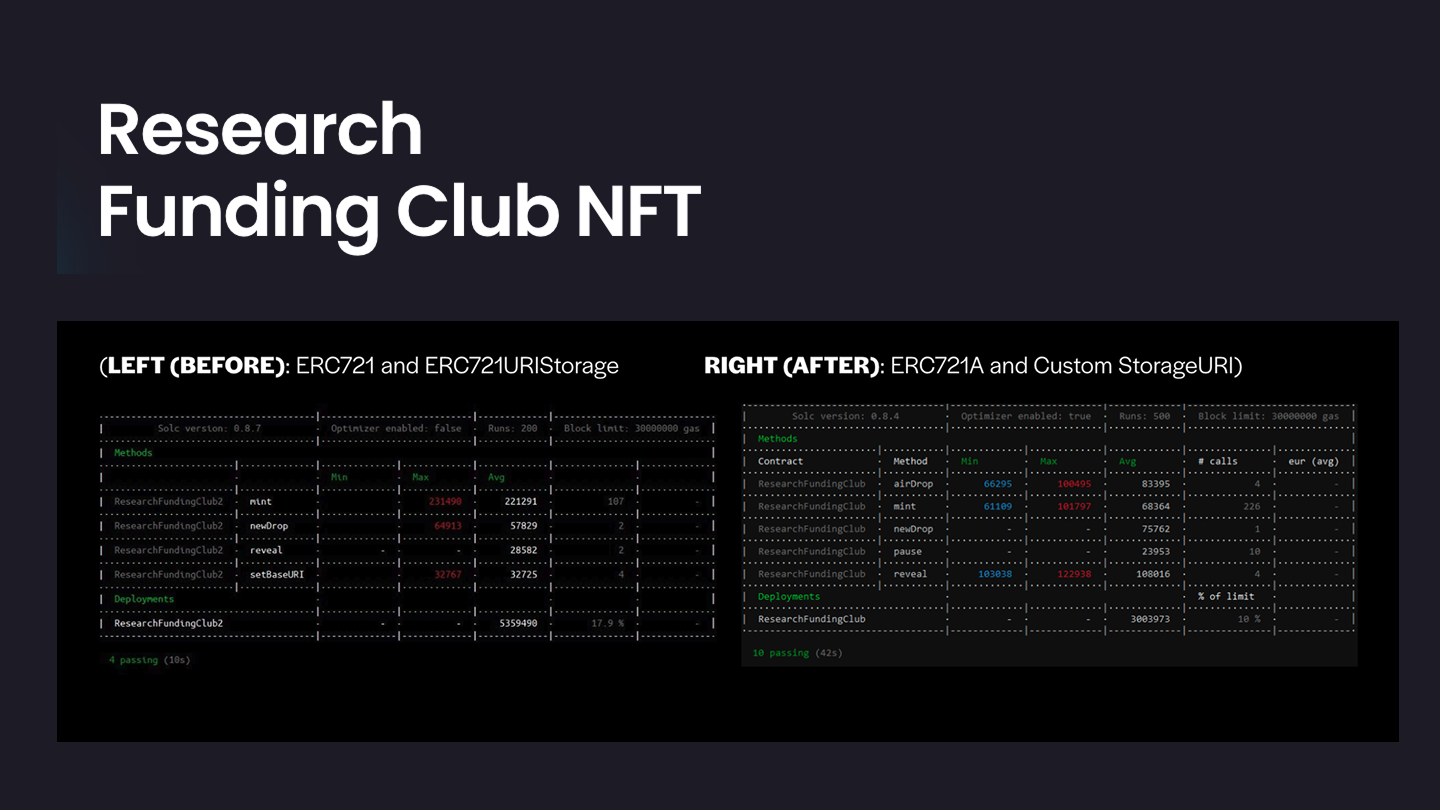 Research
Funding Club NFT
(LEFT (BEFORE): ERC721 and ERC721URIStorage
RIGHT (AFTER): ERC721A and Custom StorageURI)
Solc version: 0.8.7 Optimizer enabled: false Runs: 200 Block limit: 30000000 gas
Methods
Min Max Avg
ResearchFundingClub2 mint 231490 221291 107 -
ResearchFundingClub2 newDrop 64913 57829 2 -
ResearchFundingClub2 reveal - - 28582 2 -
ResearchFundingClub2 setBaseURI 32767 32725 4 -
Deployments
ResearchFundingClub2 - - 5359490 17.9 % -
4 passing (10s)
Solc version: 0.8.4 Optimizer enabled: true Runs: 500 Block limit: 30000000 gas
Methods
Contract Method Min Max Avg # calls eur (avg)
ResearchFundingClub airDrop 66295 100495 83395 4 -
ResearchFundingClub mint 61109 101797 68364 226 -
ResearchFundingClub newDrop - - 75762 1 -
ResearchFundingClub pause - - 23953 10 -
ResearchFundingClub reveal 103038 122938 108016 4 -
Deployments % of limit
ResearchFundingClub - - 3003973 10 % -
10 passing (42s)